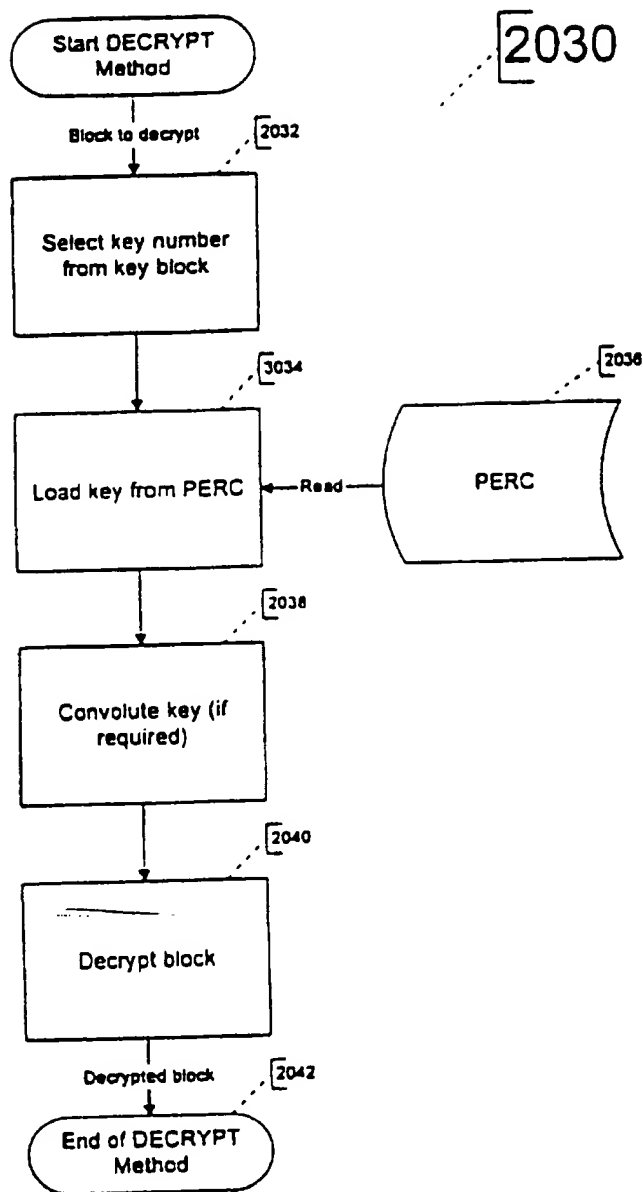 2030
Start DECRYPT
Method
Block to decrypt
2032
Select key number
from key block
3034
2036
Load key from PERC
Read
PERC
2038
Convolute key (if
required)
2040
Decrypt block
Decrypted block
2042
End of DECRYPT
Method